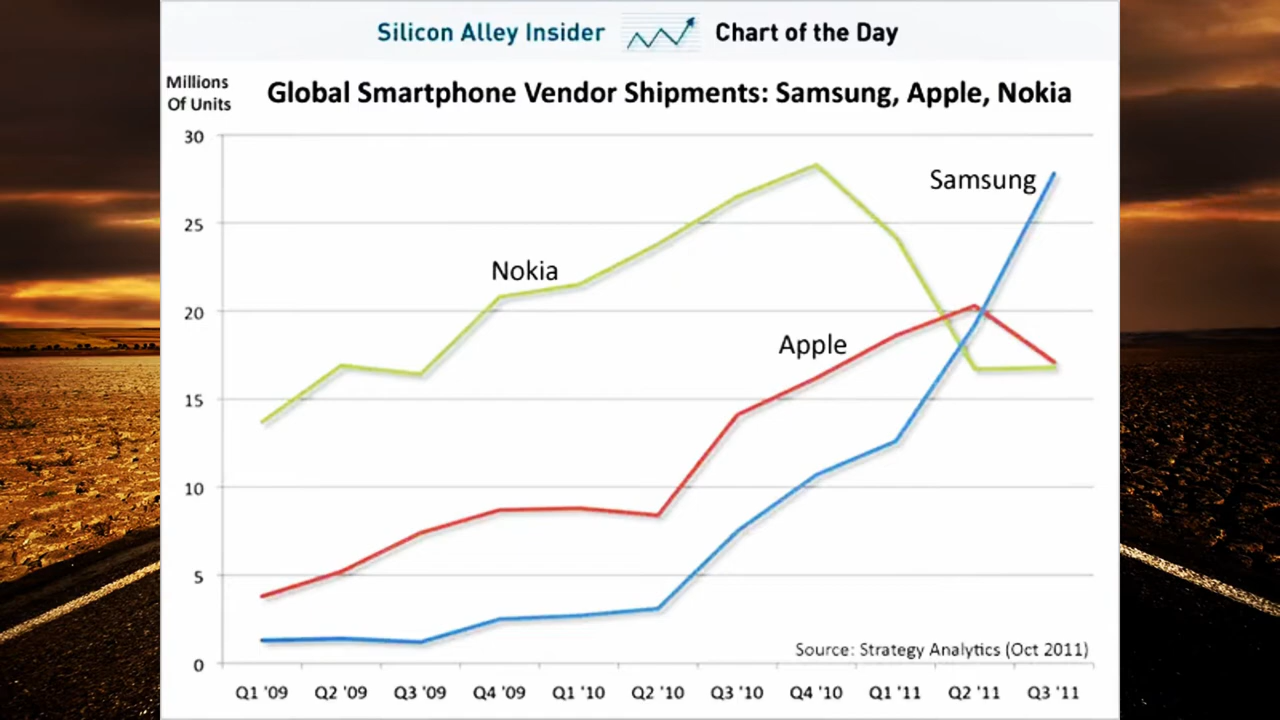 Silicon Alley Insider Chart of the Day
Millions
Of Units
Global Smartphone Vendor Shipments: Samsung, Apple, Nokia
30
Samsung
25
Nokia
20
Apple
15
10
5
Source: Strategy Analytics (Oct 2011)
0
Q1 '09 Q2 '09 Q3 '09 Q4 '09 Q1 '10 Q2 '10 Q3 '10 Q4 '10 Q1 '11 Q2 '11 Q3 '11